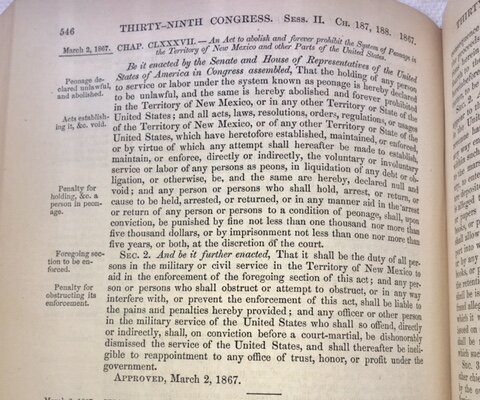 546 THIRTY-NINTH CONGRESS. Sess. II. Ch. 187, 188. 1867.
March 2, 1867. CHAP. CLXXXVII. — An Act to abolish and forever prohibit the System of Peonage in
the Territory of New Mexico and other Parts of the United States.
Be it enacted by the Senate and House of Representatives of the United
States of America in Congress assembled, That the holding of any person
Peonage de-
clared unlawful,
and abolished.
to service or labor under the system known as peonage is hereby declared
to be unlawful, and the same is hereby abolished and forever prohibited
in the Territory of New Mexico, or in any other Territory or State of the
Acts establish-
ing it, &c. void.
United States; and all acts, laws, resolutions, orders, regulations, or usages
of the Territory of New Mexico, or of any other Territory or State of the
United States, which have heretofore established, maintained, or enforced,
or by virtue of which any attempt shall hereafter be made to establish,
maintain, or enforce, directly or indirectly, the voluntary or involuntary
service or labor of any persons as peons, in liquidation of any debt or ob-
ligation, or otherwise, be, and the same are hereby, declared null and
Penalty for
holding, &c. a
person in peon-
age.
void; and any person or persons who shall hold, arrest, or return, or
cause to be held, arrested, or returned, or in any manner aid in the arrest
or return of any person or persons to a condition of peonage, shall, upon
conviction, be punished by fine not less than one thousand nor more than
five thousand dollars, or by imprisonment not less than one nor more than
five years, or both, at the discretion of the court.
Foregoing sec-
tion to be en-
forced.
Sec. 2. And be it further enacted, That it shall be the duty of all per-
sons in the military or civil service in the Territory of New Mexico to
aid in the enforcement of the foregoing section of this act; and any per-
Penalty for
obstructing its
enforcement.
son or persons who shall obstruct or attempt to obstruct, or in any way
interfere with, or prevent the enforcement of this act, shall be liable to
the pains and penalties hereby provided; and any officer or other person
in the military service of the United States who shall so offend, directly
or indirectly, shall, on conviction before a court-martial, be dishonorably
dismissed the service of the United States, and shall thereafter be ineli-
gible to reappointment to any office of trust, honor, or profit under the
government.
Approved, March 2, 1867.